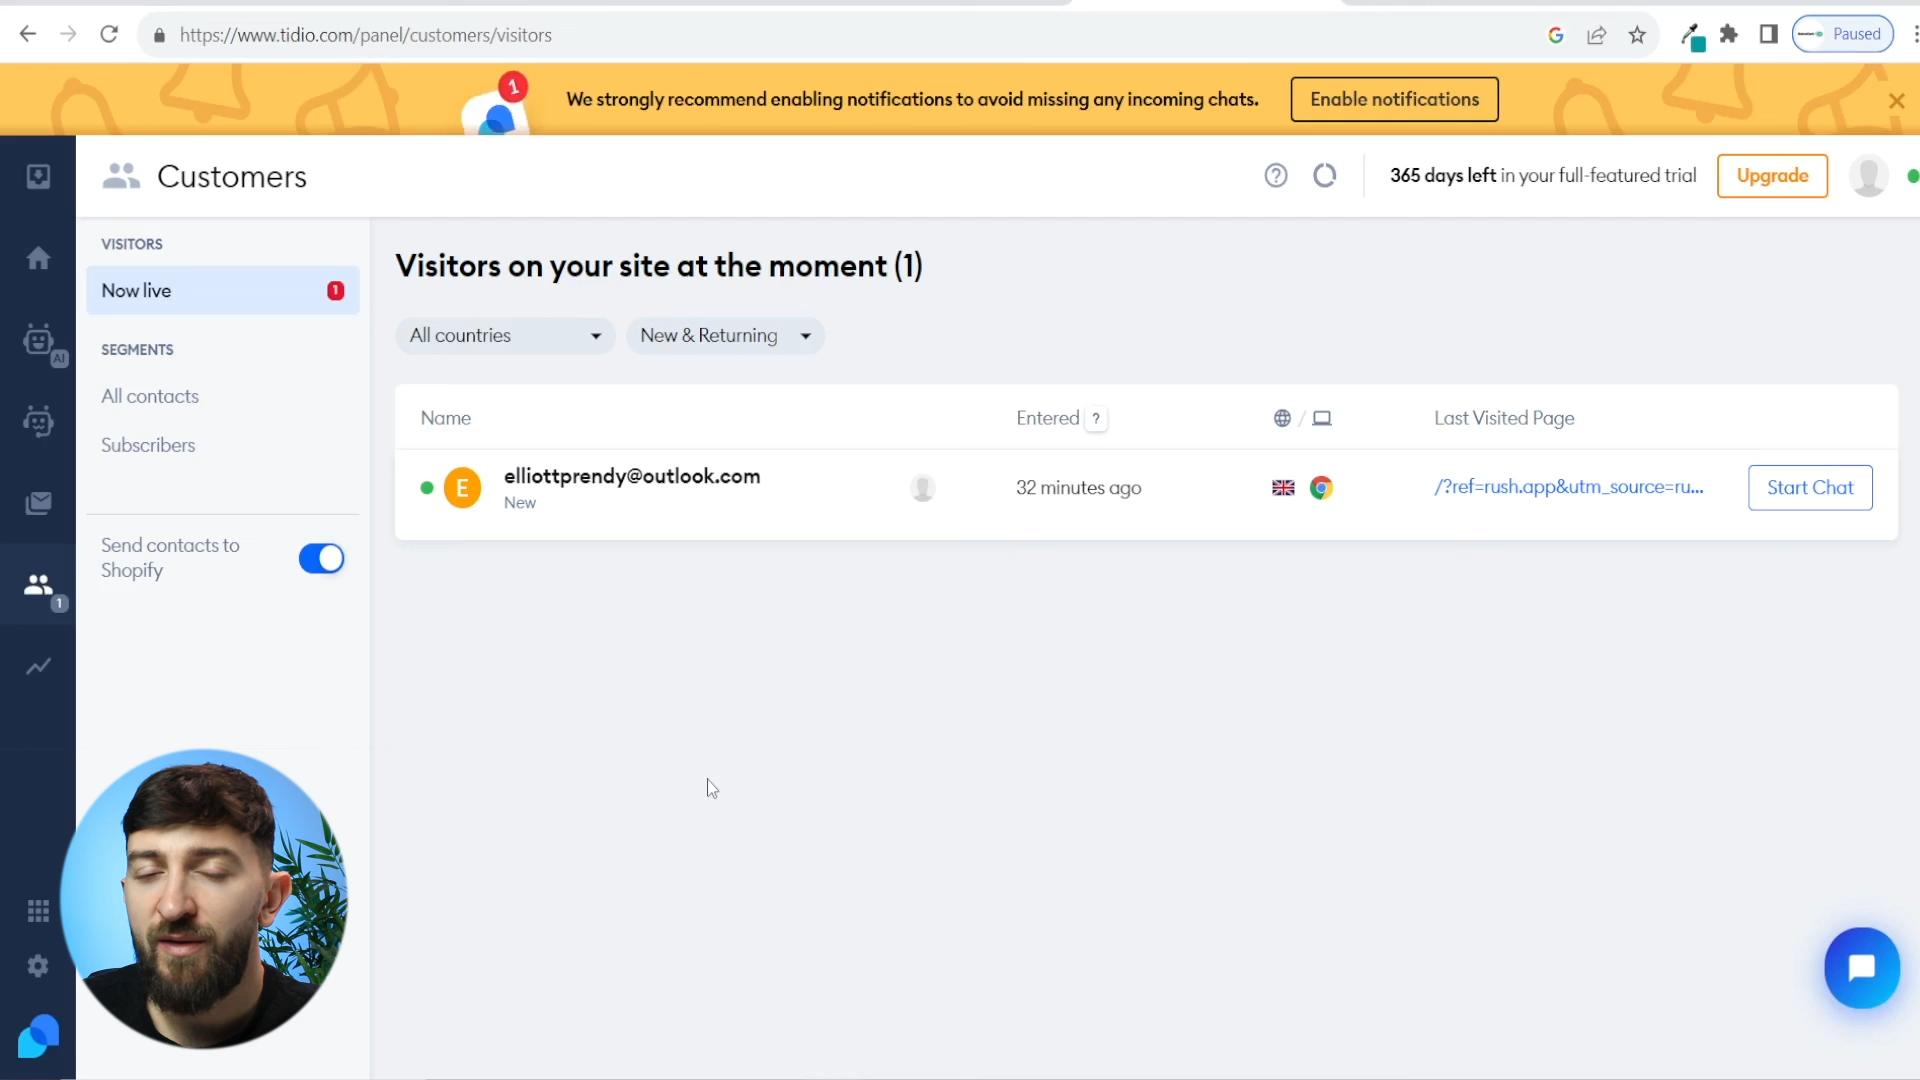 https://www.tidio.com/panel/customers/visitors
Paused
1
We strongly recommend enabling notifications to avoid missing any incoming chats.
Enable notifications
Customers
365 days left in your full-featured trial
Upgrade
VISITORS
Now live
1
SEGMENTS
All contacts
Subscribers
Send contacts to
Shopify
AI
1
Visitors on your site at the moment (1)
All countries
New & Returning
Name
Entered ?
/
Last Visited Page
E
elliottprendy@outlook.com
New
32 minutes ago
/?ref=rush.app&utm_source=ru...
Start Chat